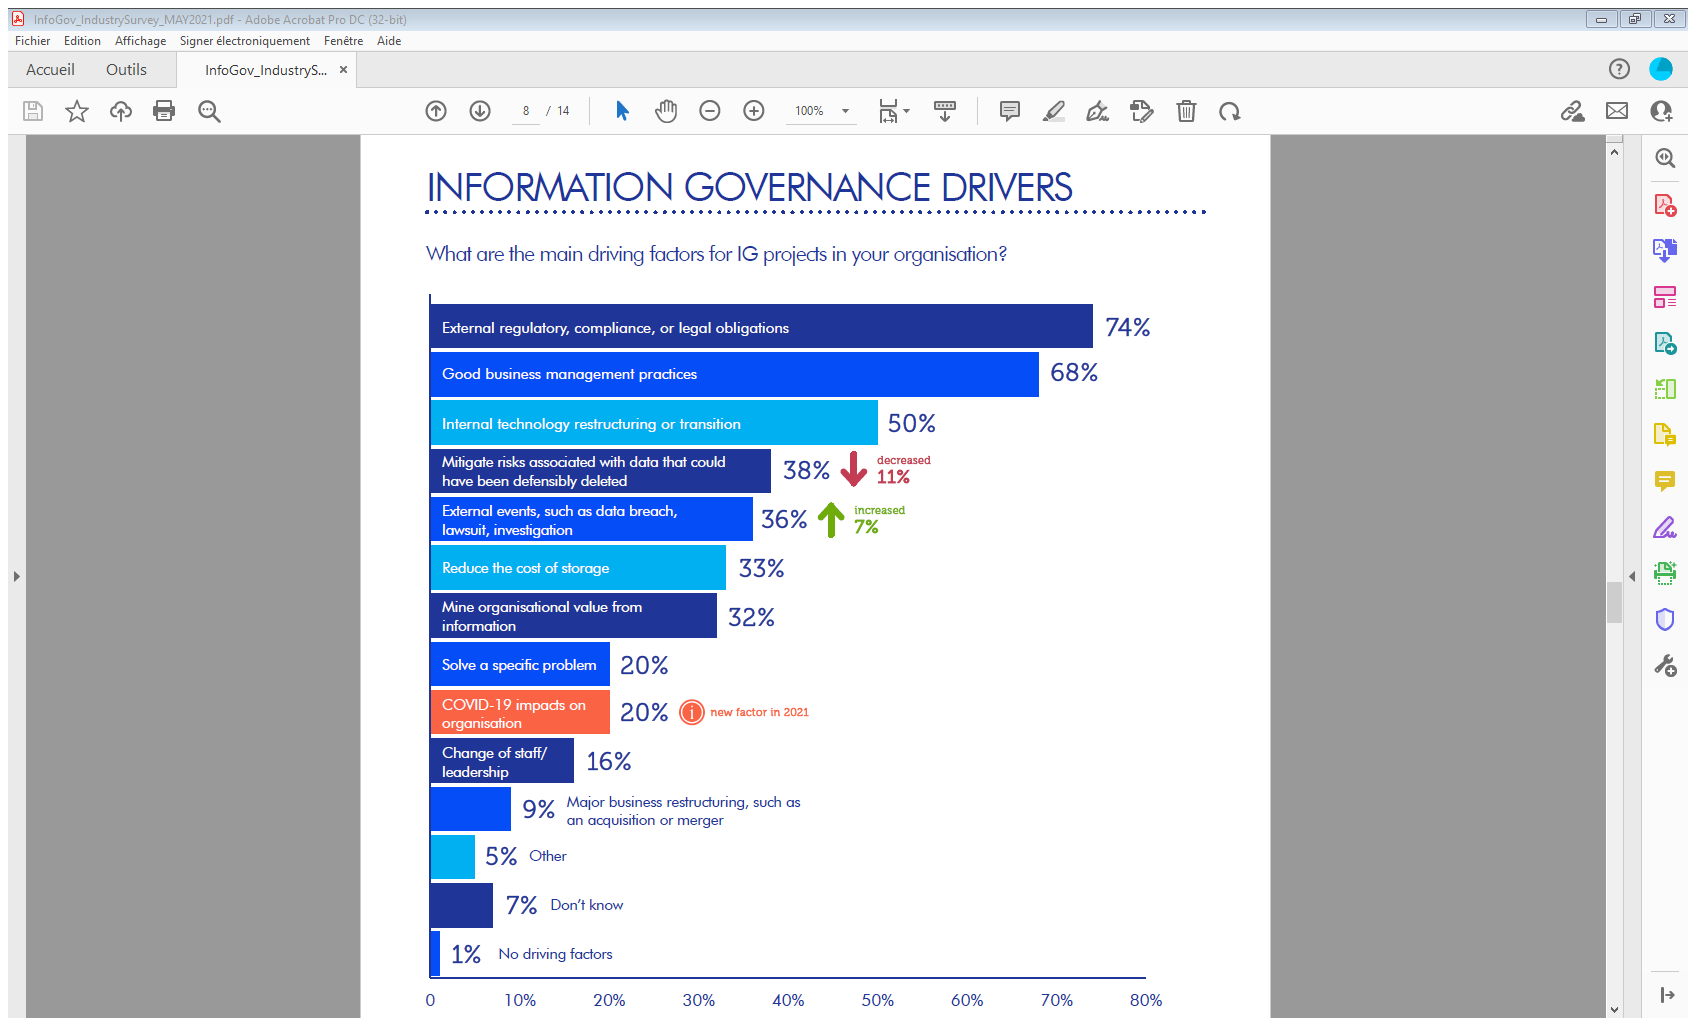 InfoGov_IndustrySurvey_MAY2021.pdf - Adobe Acrobat Pro DC (32-bit)
Fichier Edition Affichage Signer électroniquement Fenêtre Aide
Accueil Outils InfoGov_IndustryS... ×
8 / 14 100%
INFORMATION GOVERNANCE DRIVERS
What are the main driving factors for IG projects in your organisation?
External regulatory, compliance, or legal obligations 74%
Good business management practices 68%
Internal technology restructuring or transition 50%
Mitigate risks associated with data that could
have been defensibly deleted
38%
decreased
11%
External events, such as data breach,
lawsuit, investigation
36%
increased
7%
Reduce the cost of storage 33%
Mine organisational value from
information
32%
Solve a specific problem 20%
COVID-19 impacts on
organisation
20% i new factor in 2021
Change of staff/
leadership
16%
9% Major business restructuring, such as
an acquisition or merger
5% Other
7% Don't know
1% No driving factors
0 10% 20% 30% 40% 50% 60% 70% 80%